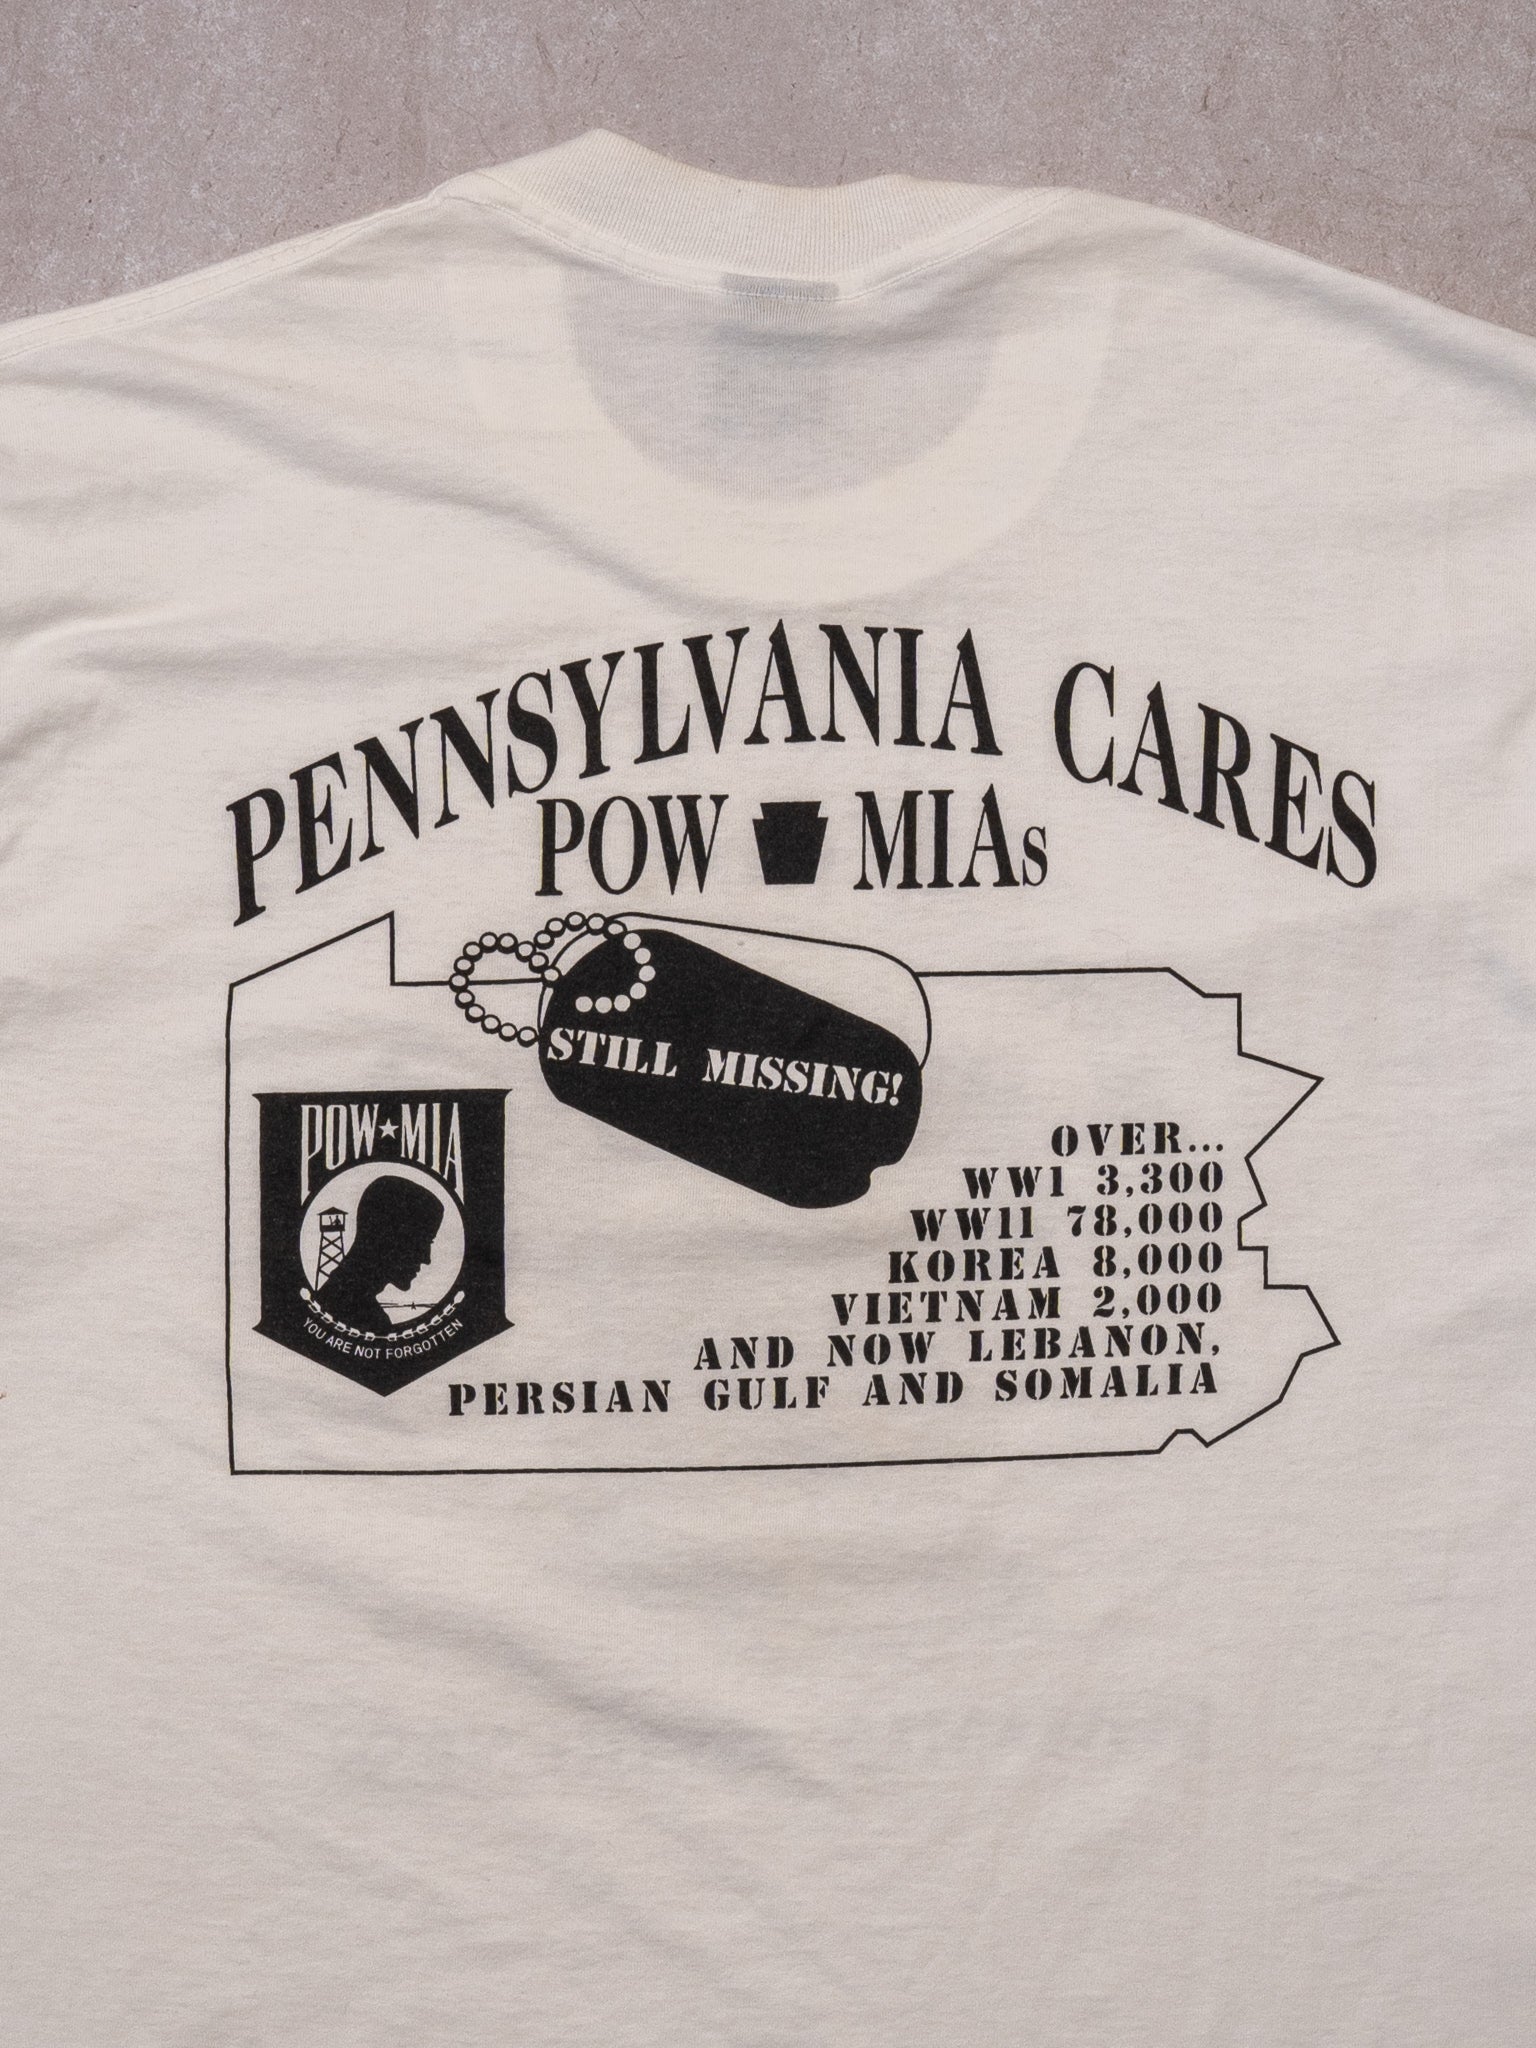 PENNSYLVANIA CARES
POW MIAs
STILL MISSING!
POW★MIA
YOU ARE NOT FORGOTTEN
OVER...
WW1 3,300
WW11 78,000
KOREA 8,000
VIETNAM 2,000
AND NOW LEBANON,
PERSIAN GULF AND SOMALIA